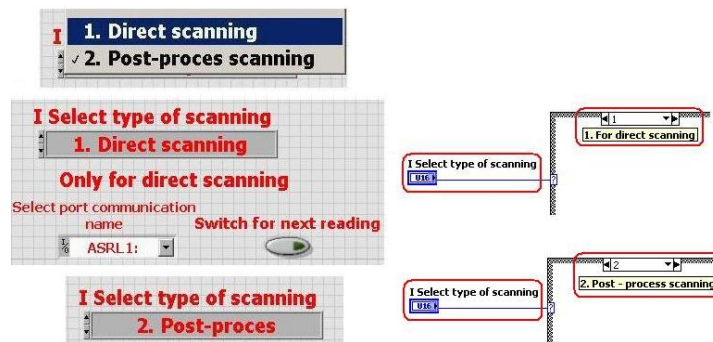 I
1. Direct scanning
✓ 2. Post-proces scanning
I Select type of scanning
1. Direct scanning
Only for direct scanning
Select port communication
name
Switch for next reading
I/0 ASRL1:
I Select type of scanning
2. Post-proces
1
1. For direct scanning
I Select type of scanning
U16
?
2
2. Post - process scanning
I Select type of scanning
U16
?